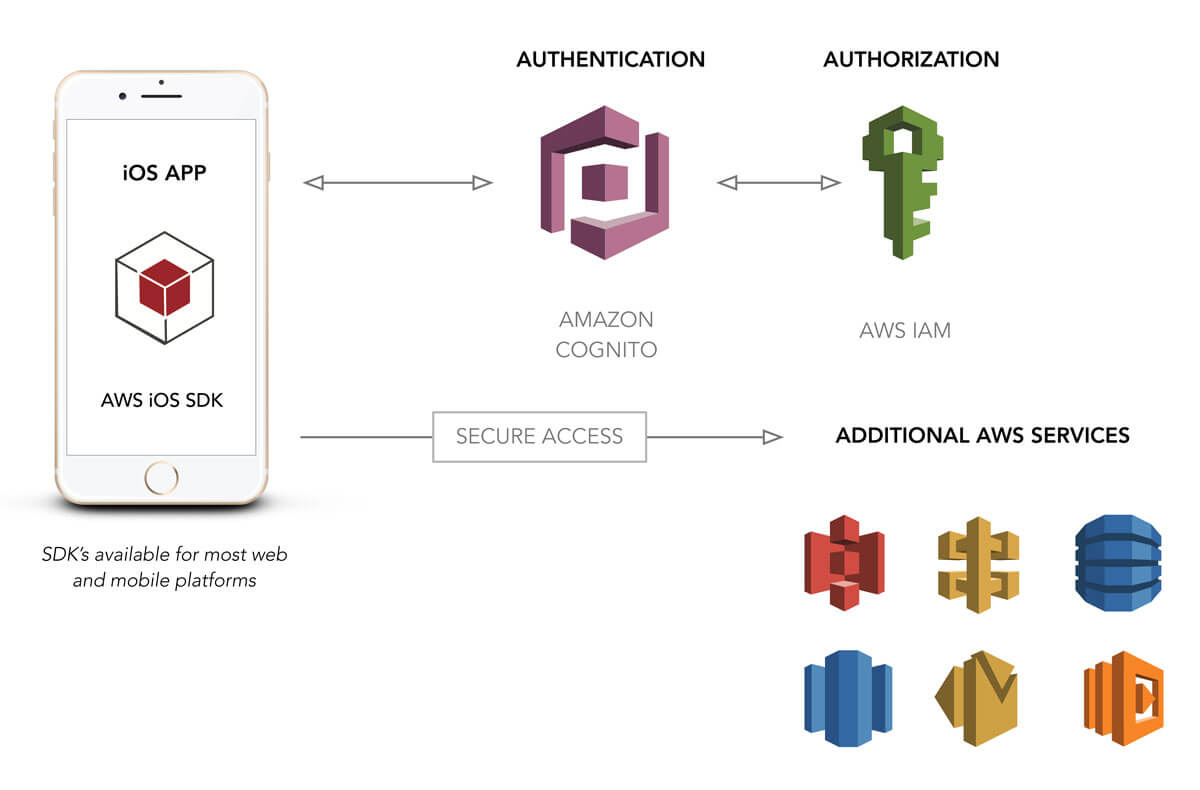 AUTHENTICATION
AUTHORIZATION
iOS APP
AWS iOS SDK
AMAZON
COGNITO
AWS IAM
SECURE ACCESS
ADDITIONAL AWS SERVICES
SDK's available for most web
and mobile platforms